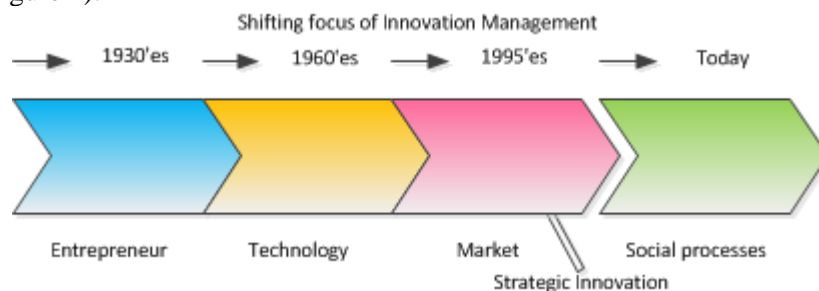 Shifting focus of Innovation Management
1930'es 1960'es 1995'es Today
Entrepreneur Technology Market Social processes
Strategic Innovation